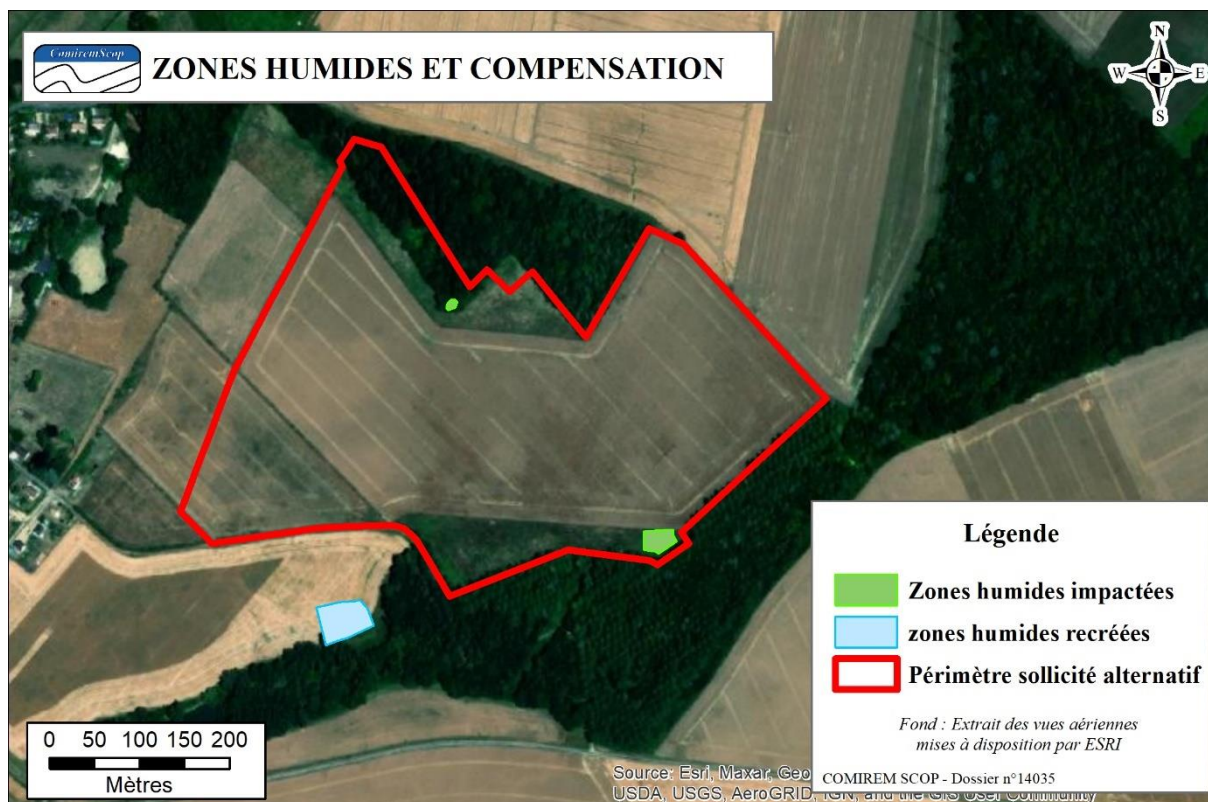 ComiremScop
ZONES HUMIDES ET COMPENSATION
N
W E
S
Légende
Zones humides impactées
zones humides recréées
Périmètre sollicité alternatif
Fond : Extrait des vues aériennes
mises à disposition par ESRI
COMIREM SCOP - Dossier n°14035
0 50 100 150 200
Mètres
Source: Esri, Maxar, Geo
USDA, USGS, AeroGRID, IGN, and the GIS User Community